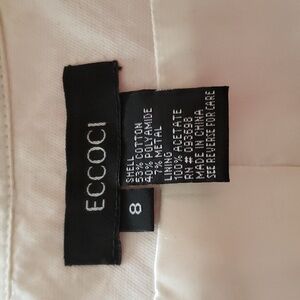 ECCOCI
8
SHELL
53% COTTON
40% POLYAMIDE
7% METAL
LINING
100% ACETATE
RN # 093698
MADE IN CHINA
SEE REVERSE FOR CARE